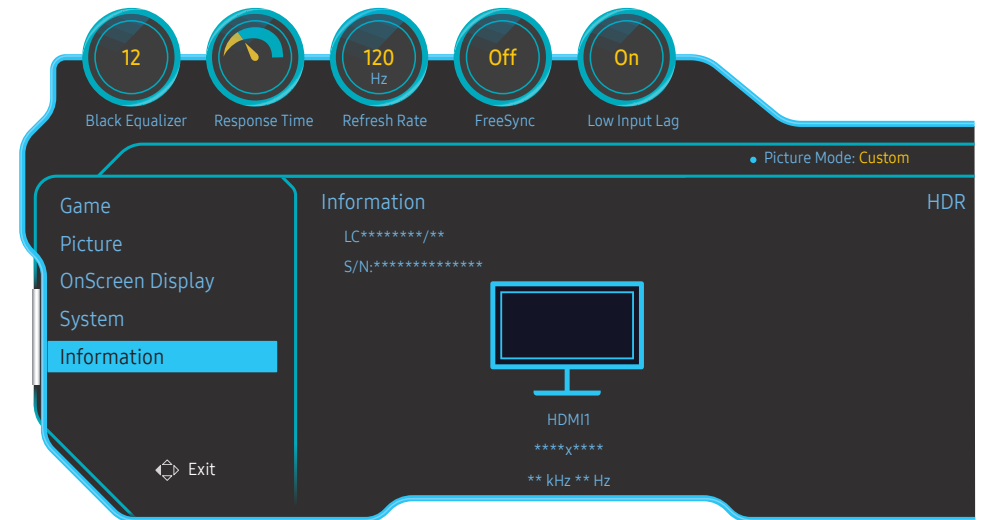 12
120
Hz
Off
On
Black Equalizer
Response Time
Refresh Rate
FreeSync
Low Input Lag
• Picture Mode: Custom
Game
Picture
OnScreen Display
System
Information
Exit
Information
HDR
LC********/**
S/N:**************
HDMI1
****x****
** kHz ** Hz